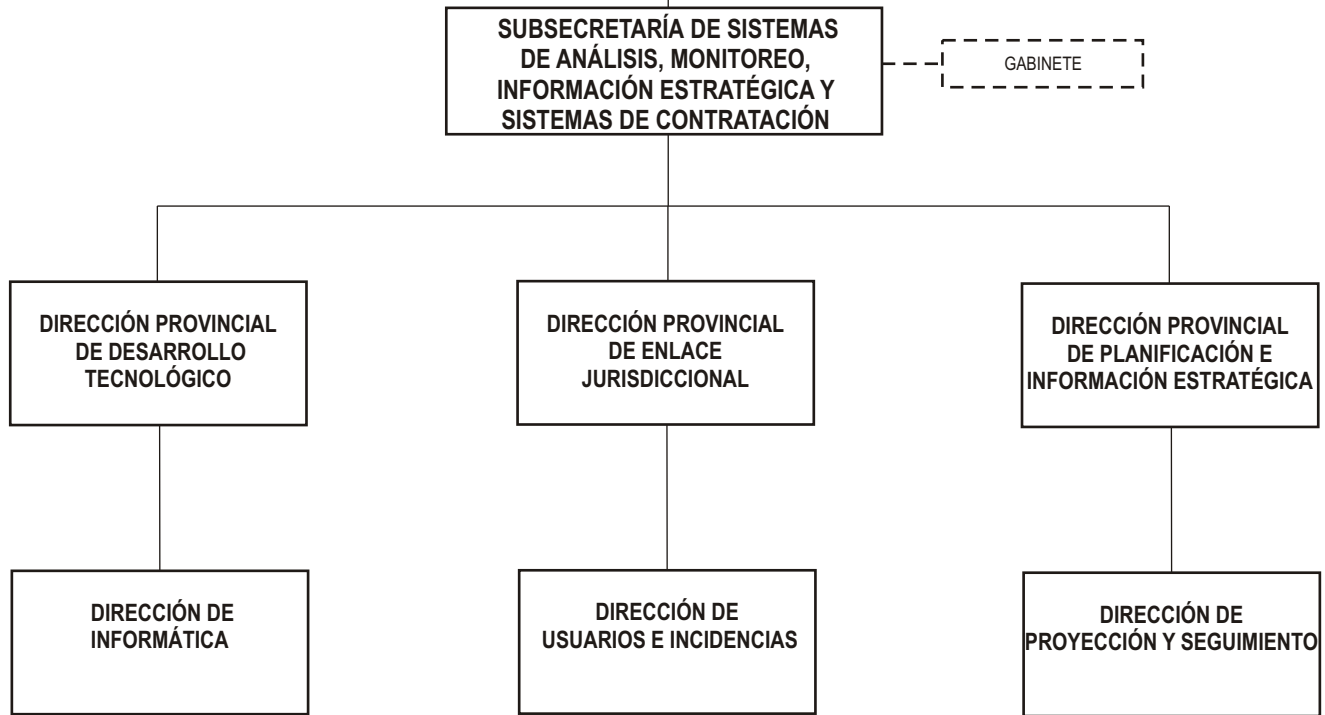 SUBSECRETARÍA DE SISTEMAS
DE ANÁLISIS, MONITOREO,
INFORMACIÓN ESTRATÉGICA Y
SISTEMAS DE CONTRATACIÓN
GABINETE
DIRECCIÓN PROVINCIAL
DE DESARROLLO
TECNOLÓGICO
DIRECCIÓN PROVINCIAL
DE ENLACE
JURISDICCIONAL
DIRECCIÓN PROVINCIAL
DE PLANIFICACIÓN E
INFORMACIÓN ESTRATÉGICA
DIRECCIÓN DE
INFORMÁTICA
DIRECCIÓN DE
USUARIOS E INCIDENCIAS
DIRECCIÓN DE
PROYECCIÓN Y SEGUIMIENTO